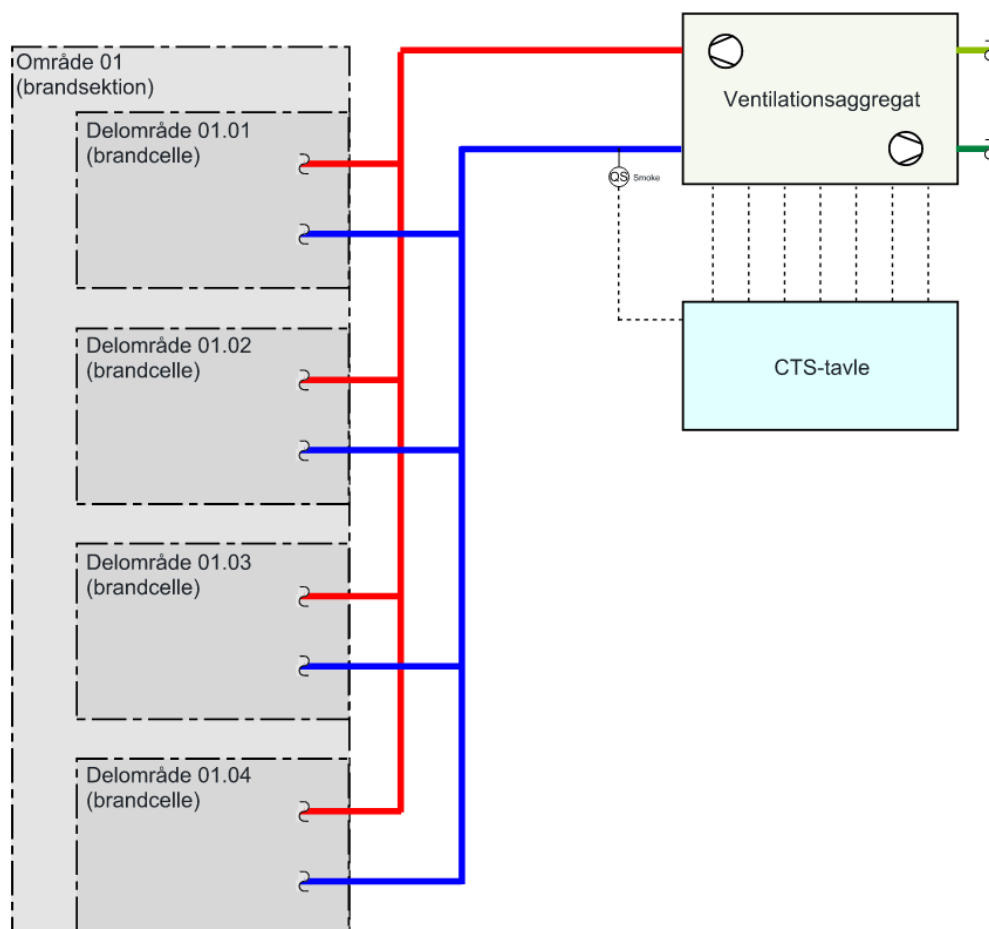 Område 01
(brandsektion)
Delområde 01.01
(brandcelle)
Ventilationsaggregat
QS Smoke
Delområde 01.02
(brandcelle)
CTS-tavle
Delområde 01.03
(brandcelle)
Delområde 01.04
(brandcelle)